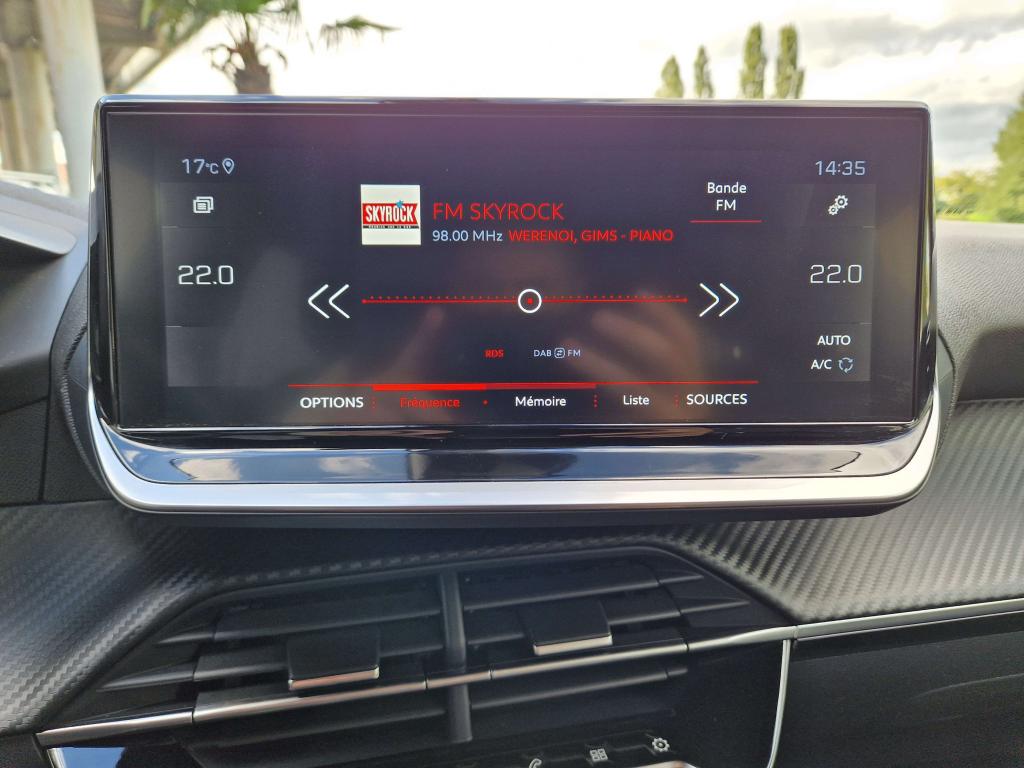 17°C
14:35
Bande
FM
SKYROCK
FM SKYROCK
98.00 MHz WERENOI, GIMS - PIANO
22.0
22.0
RDS
DAB FM
AUTO
A/C
OPTIONS
Fréquence
Mémoire
Liste
SOURCES